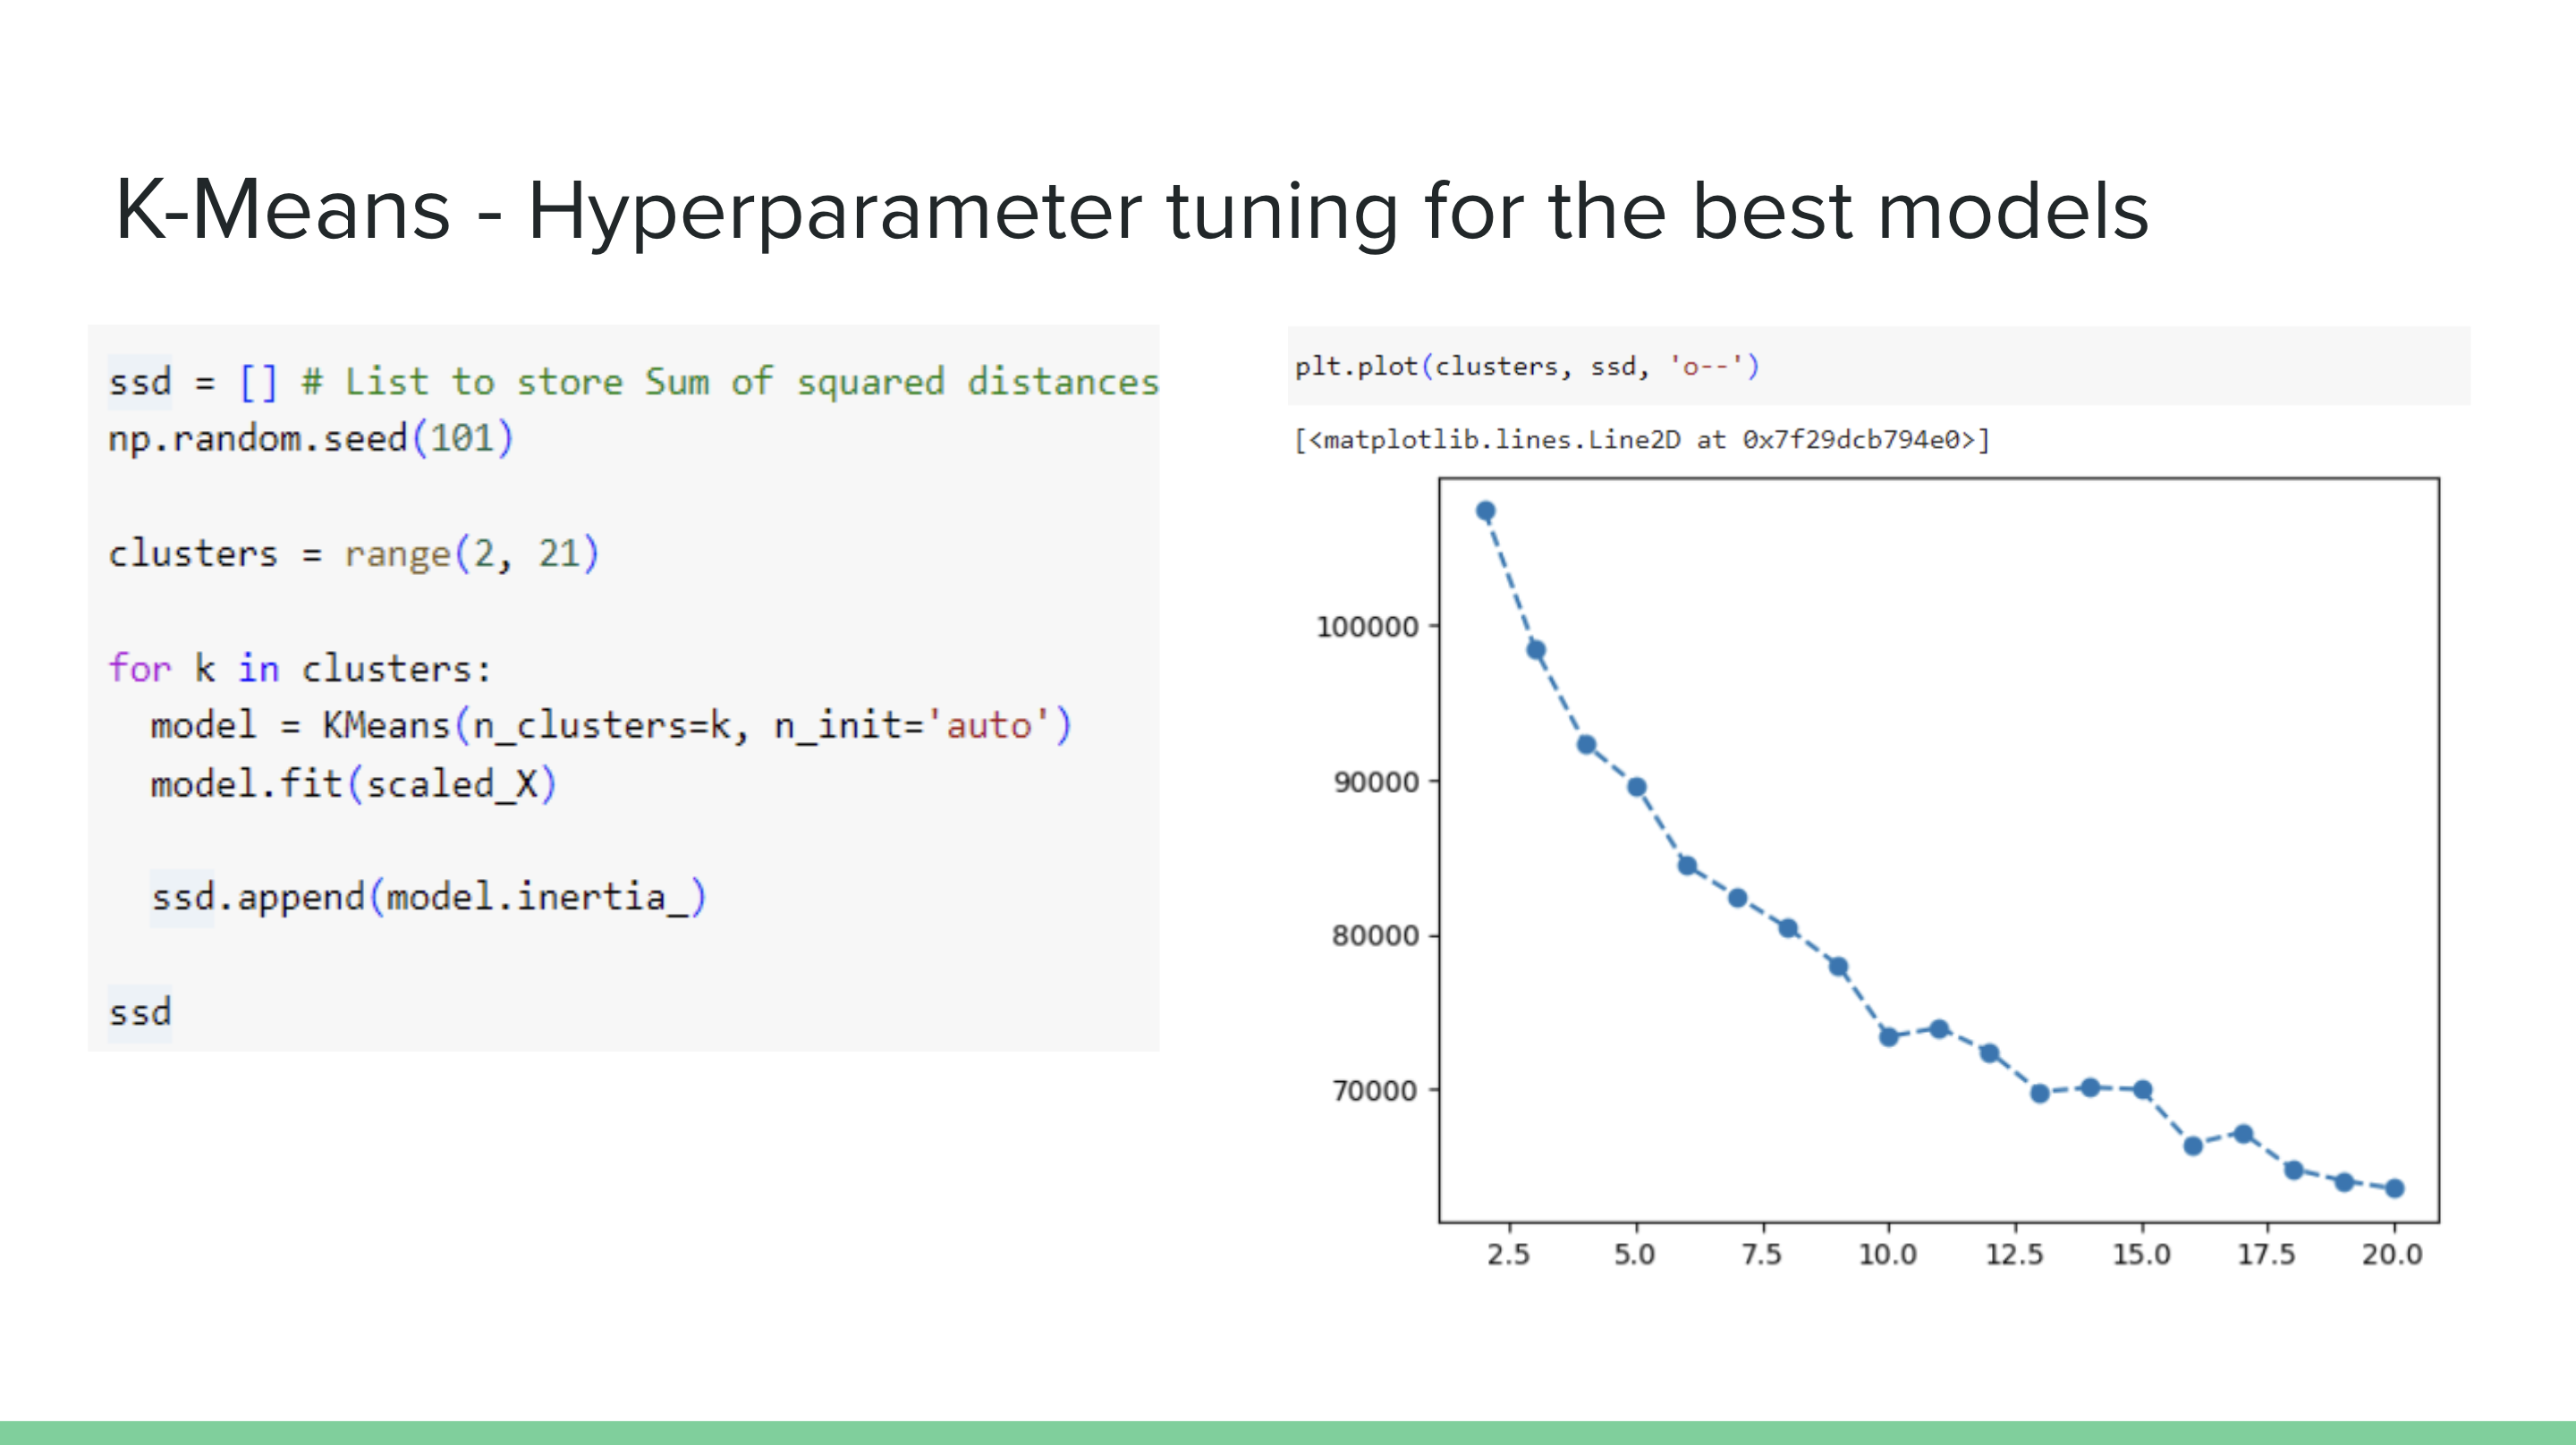 K-Means - Hyperparameter tuning for the best models
ssd = [] # List to store Sum of squared distances
np.random.seed(101)
clusters = range(2, 21)
for k in clusters:
model = KMeans(n_clusters=k, n_init='auto')
model.fit(scaled_X)
ssd.append(model.inertia_)
ssd
plt.plot(clusters, ssd, 'o--')
[<matplotlib.lines.Line2D at 0x7f29dcb794e0>]
100000
90000
80000
70000
2.5 5.0 7.5 10.0 12.5 15.0 17.5 20.0